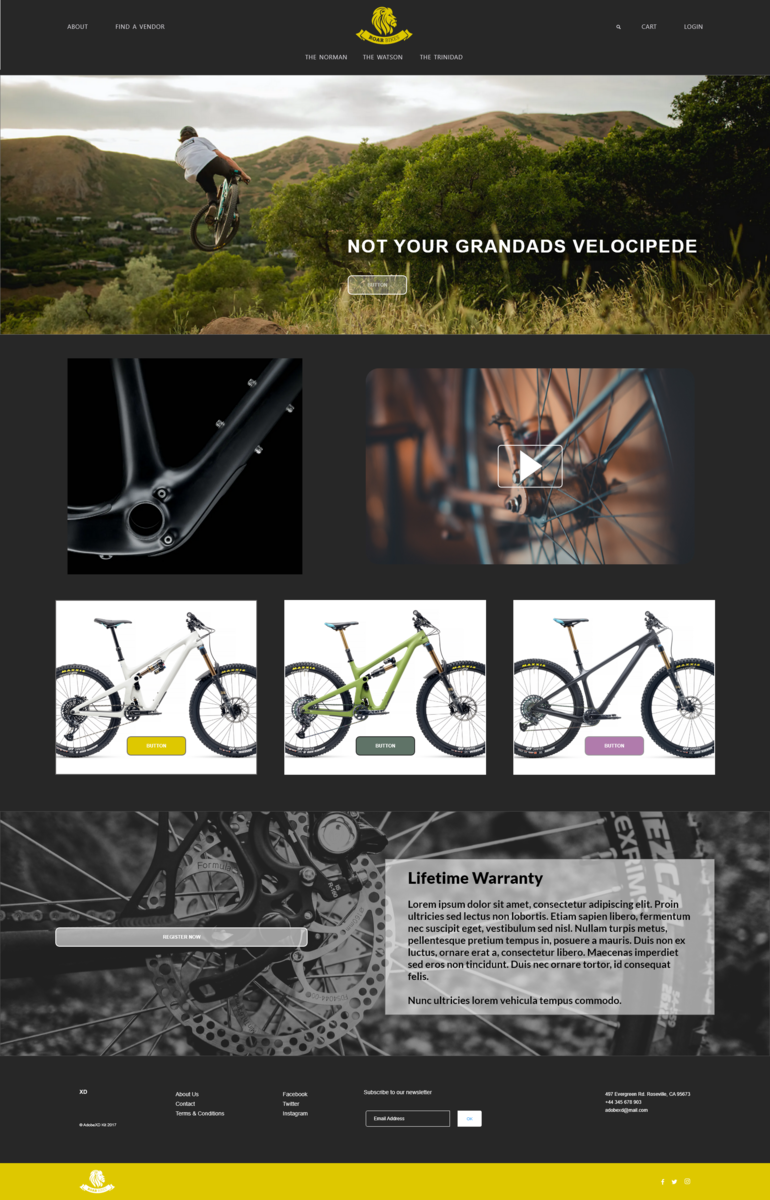 ABOUT
FIND A VENDOR
ROAR BIKES
CART
LOGIN
THE NORMAN
THE WATSON
THE TRINIDAD
NOT YOUR GRANDADS VELOCIPEDE
BUTTON
BUTTON
BUTTON
BUTTON
Formula
REGISTER NOW
Lifetime Warranty
Lorem ipsum dolor sit amet, consectetur adipiscing elit. Proin
ultricies sed lectus non lobortis. Etiam sapien libero, fermentum
nec suscipit eget, vestibulum sed nisl. Nullam turpis metus,
pellentesque pretium tempus in, posuere a mauris. Duis non ex
luctus, ornare erat a, consectetur libero. Maecenas imperdiet
sed eros non tincidunt. Duis nec ornare tortor, id consequat
felis.
Nunc ultricies lorem vehicula tempus commodo.
XD
© AdobeXD Kit 2017
About Us
Contact
Terms & Conditions
Facebook
Twitter
Instagram
Subscribe to our newsletter
Email Address
OK
497 Evergreen Rd. Roseville, CA 95673
+44 345 678 903
adobexd@mail.com